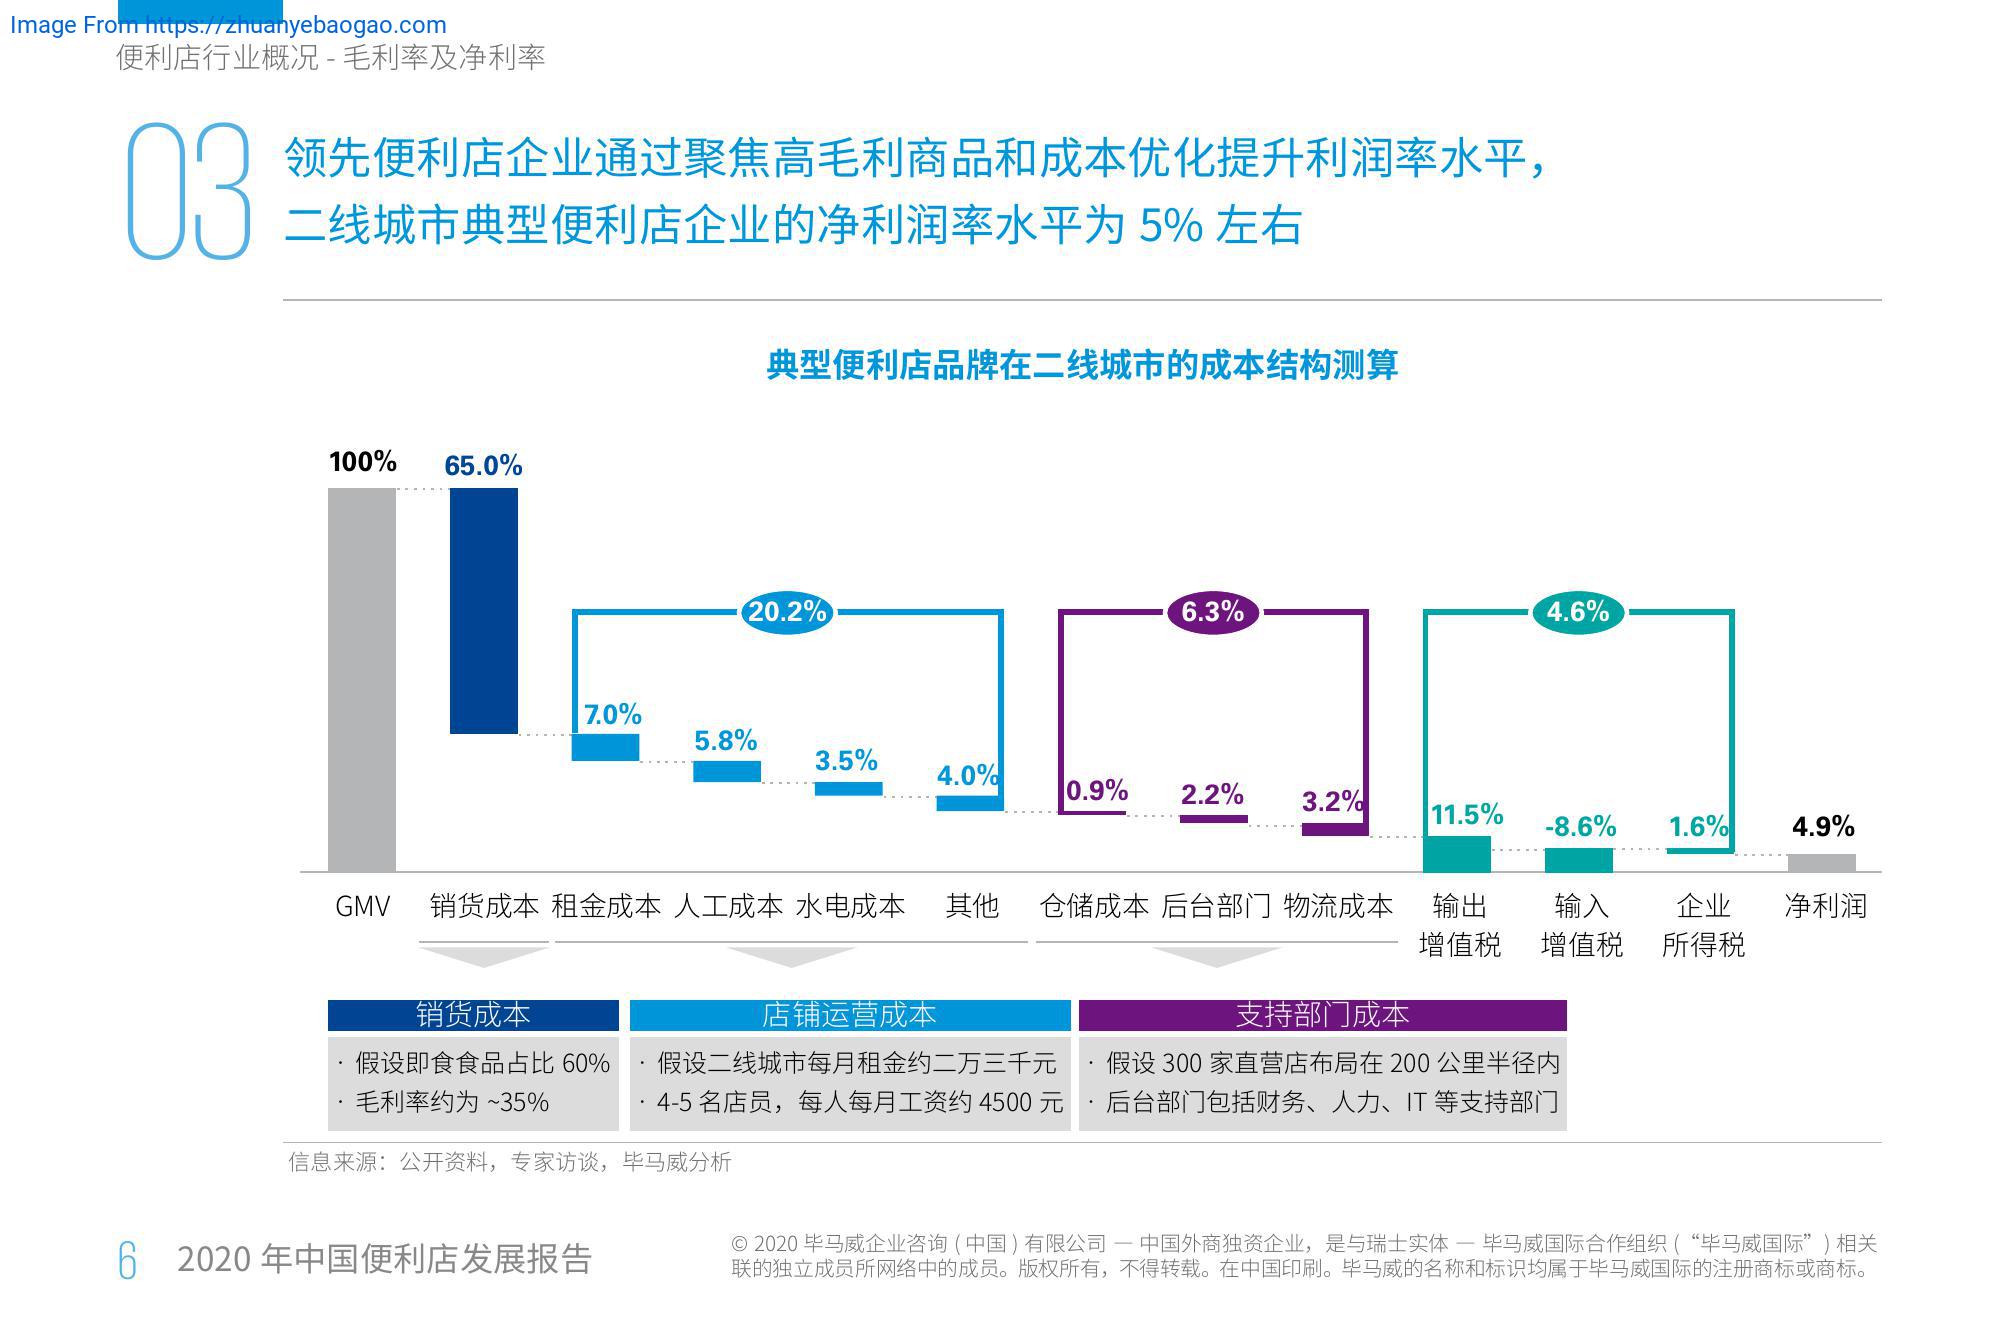 Image From https://zhuanyebaogao.com
便利店行业概况 - 毛利率及净利率
03
领先便利店企业通过聚焦高毛利商品和成本优化提升利润率水平，
二线城市典型便利店企业的净利润率水平为 5% 左右
典型便利店品牌在二线城市的成本结构测算
100%
65.0%
20.2%
6.3%
4.6%
7.0%
5.8%
3.5%
4.0%
0.9%
2.2%
3.2%
11.5%
-8.6%
1.6%
4.9%
GMV
销货成本
租金成本
人工成本
水电成本
其他
仓储成本
后台部门
物流成本
输出
增值税
输入
增值税
企业
所得税
净利润
销货成本
· 假设即食食品占比 60%
· 毛利率约为 ~35%
店铺运营成本
· 假设二线城市每月租金约二万三千元
· 4-5 名店员，每人每月工资约 4500 元
支持部门成本
· 假设 300 家直营店布局在 200 公里半径内
· 后台部门包括财务、人力、IT 等支持部门
信息来源：公开资料，专家访谈，毕马威分析
6
2020 年中国便利店发展报告
© 2020 毕马威企业咨询 ( 中国 ) 有限公司 — 中国外商独资企业，是与瑞士实体 — 毕马威国际合作组织 (“毕马威国际” ) 相关
联的独立成员所网络中的成员。版权所有，不得转载。在中国印刷。毕马威的名称和标识均属于毕马威国际的注册商标或商标。